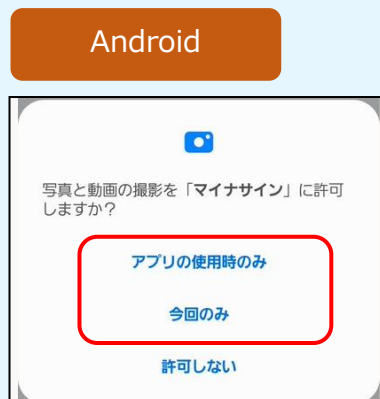 Android
写真と動画の撮影を「マイナサイン」に許可
しますか？
アプリの使用時のみ
今回のみ
許可しない